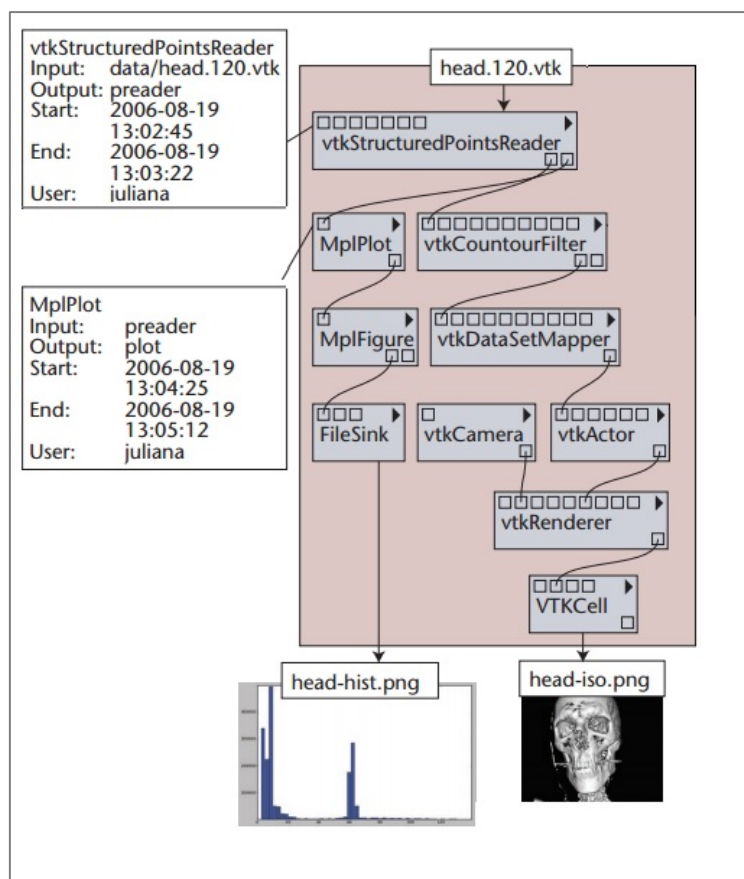 vtkStructuredPointsReader
Input: data/head.120.vtk
Output: preader
Start: 2006-08-19
13:02:45
End: 2006-08-19
13:03:22
User: juliana
head.120.vtk
vtkStructuredPointsReader
MplPlot
vtkCountourFilter
MplPlot
Input: preader
Output: plot
Start: 2006-08-19
13:04:25
End: 2006-08-19
13:05:12
User: juliana
MplFigure
vtkDataSetMapper
FileSink
vtkCamera
vtkActor
vtkRenderer
VTKCell
head-hist.png
head-iso.png